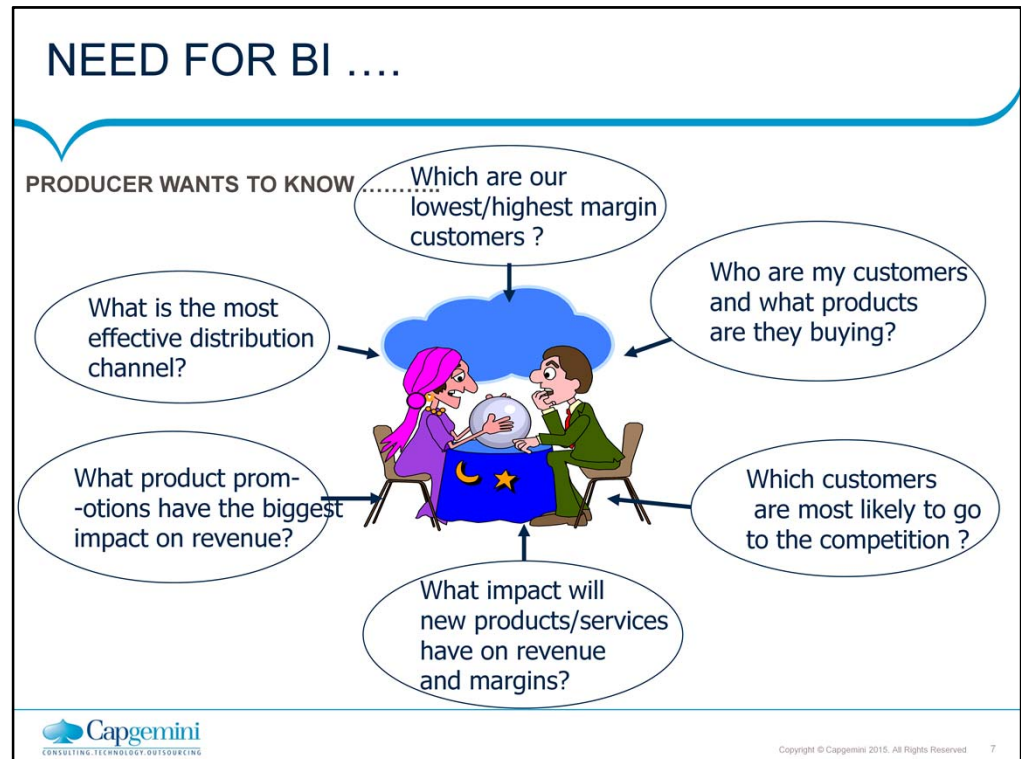 NEED FOR BI ....
PRODUCER WANTS TO KNOW ...........
Which are our
lowest/highest margin
customers ?
Who are my customers
and what products
are they buying?
What is the most
effective distribution
channel?
What product prom-
-otions have the biggest
impact on revenue?
Which customers
are most likely to go
to the competition ?
What impact will
new products/services
have on revenue
and margins?
Capgemini
CONSULTING.TECHNOLOGY.OUTSOURCING
Copyright © Capgemini 2015. All Rights Reserved 7